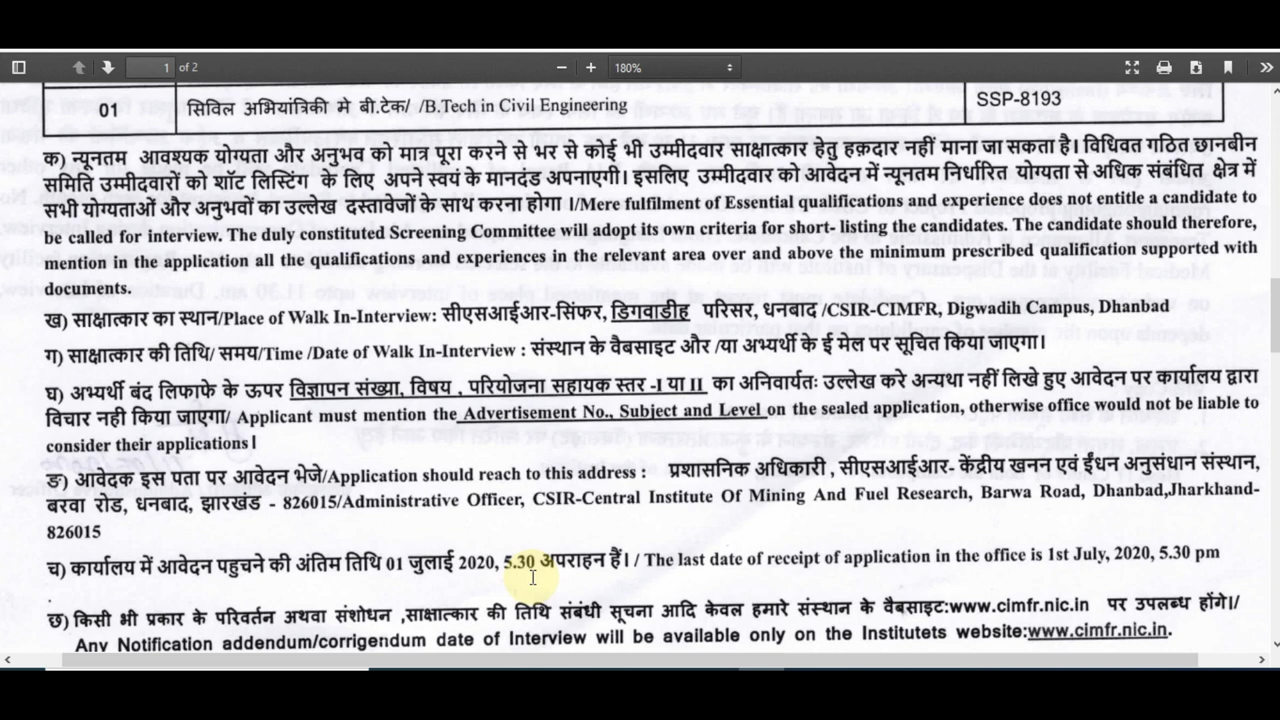 1 of 2 180%
01 सिविल अभियांत्रिकी मे बी.टेक/ /B,Tech in Civil Engineering SSP-8193
क) न्यूनतम आवश्यक योग्यता और अनुभव को मात्र पूरा करने से भर से कोई भी उम्मीदवार साक्षात्कार हेतु हकदार नहीं माना जा सकता है। विधिवत गठित छानबीन
समिति उम्मीदवारों को शॉट लिस्टिंग के लिए अपने स्वयं के मानदंड अपनाएगी। इसलिए उम्मीदवार को आवेदन में न्यूनतम निर्धारित योग्यता से अधिक संबंधित क्षेत्र में
सभी योग्यताओं और अनुभवों का उल्लेख दस्तावेजों के साथ करना होगा ।/Mere fulfilment of Essential qualifications and experience does not entitle a candidate to
be called for interview. The duly constituted Screening Committee will adopt its own criteria for short- listing the candidates. The candidate should therefore,
mention in the application all the qualifications and experiences in the relevant area over and above the minimum prescribed qualification supported with
documents.
ख) साक्षात्कार का स्थान/Place of Walk In-Interview: सीएसआईआर-सिंफर, डिगवाडीह परिसर, धनबाद /CSIR-CIMFR, Digwadih Campus, Dhanbad
ग) साक्षात्कार की तिथि/ समय/Time /Date of Walk In-Interview : संस्थान के वैबसाइट और /या अभ्यर्थी के ई मेल पर सूचित किया जाएगा।
घ) अभ्यर्थी बंद लिफाफे के ऊपर विज्ञापन संख्या, विषय , परियोजना सहायक स्तर -I या II का अनिवार्यतः उल्लेख करे अन्यथा नहीं लिखे हुए आवेदन पर कार्यालय द्वारा
विचार नही किया जाएगा/ Applicant must mention the Advertisement No., Subject and Level on the sealed application, otherwise office would not be liable to
consider their applications
ङ) आवेदक इस पता पर आवेदन भेजे/Application should reach to this address : प्रशासनिक अधिकारी , सीएसआईआर- केंद्रीय खनन एवं ईंधन अनुसंधान संस्थान,
बरवा रोड, धनबाद, झारखंड - 826015/Administrative Officer, CSIR-Central Institute Of Mining And Fuel Research, Barwa Road, Dhanbad,Jharkhand-
826015
च) कार्यालय में आवेदन पहुचने की अंतिम तिथि 01 जुलाई 2020, 5.30 अपराहन हैं। / The last date of receipt of application in the office is 1st July, 2020, 5.30 pm
छ) किसी भी प्रकार के परिवर्तन अथवा संशोधन ,साक्षात्कार की तिथि संबंधी सूचना आदि केवल हमारे संस्थान के वैबसाइट:www.cimfr.nic.in पर उपलब्ध होंगे।/
Any Notification addendum/corrigendum date of Interview will be available only on the Institutets website:www.cimfr.nic.in.